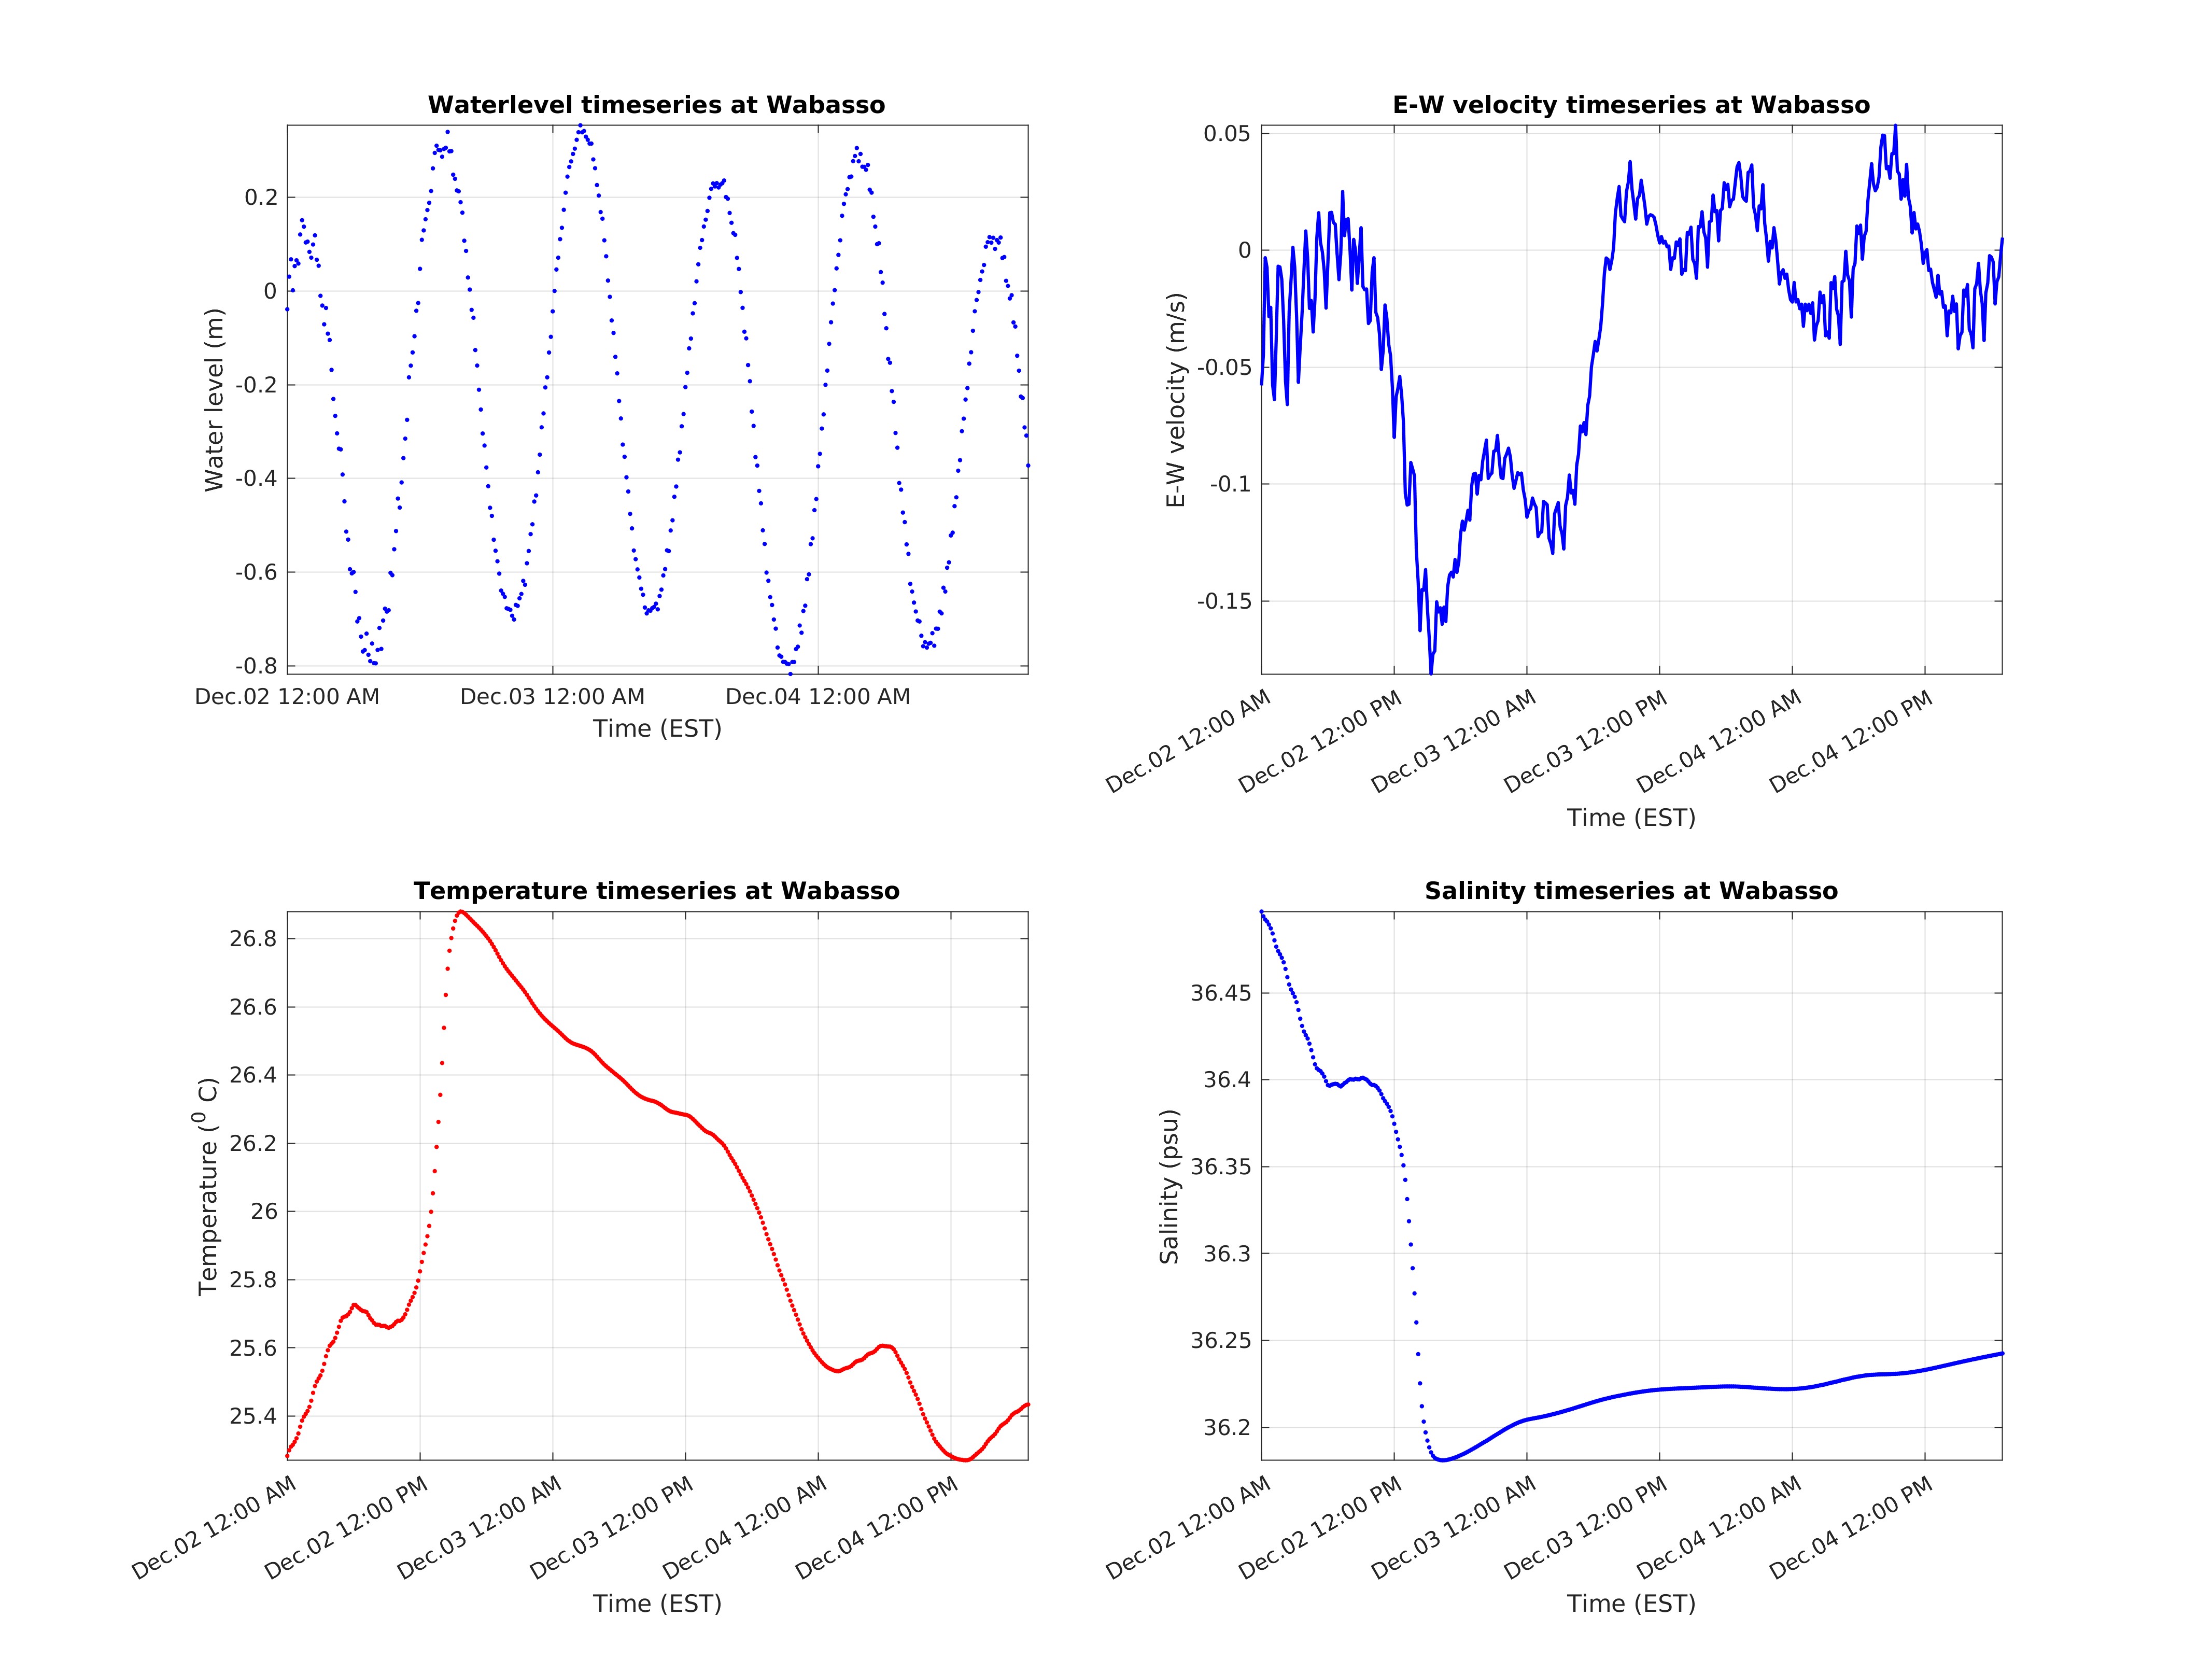 Waterlevel timeseries at Wabasso
0.2
0
-0.2
-0.4
-0.6
-0.8
Water level (m)
Dec.02 12:00 AM
Dec.03 12:00 AM
Dec.04 12:00 AM
Time (EST)
E-W velocity timeseries at Wabasso
0.05
0
-0.05
-0.1
-0.15
E-W velocity (m/s)
Dec.02 12:00 AM
Dec.02 12:00 PM
Dec.03 12:00 AM
Dec.03 12:00 PM
Dec.04 12:00 AM
Dec.04 12:00 PM
Time (EST)
Temperature timeseries at Wabasso
26.8
26.6
26.4
26.2
26
25.8
25.6
25.4
Temperature (⁰ C)
Dec.02 12:00 AM
Dec.02 12:00 PM
Dec.03 12:00 AM
Dec.03 12:00 PM
Dec.04 12:00 AM
Dec.04 12:00 PM
Time (EST)
Salinity timeseries at Wabasso
36.45
36.4
36.35
36.3
36.25
36.2
Salinity (psu)
Dec.02 12:00 AM
Dec.02 12:00 PM
Dec.03 12:00 AM
Dec.03 12:00 PM
Dec.04 12:00 AM
Dec.04 12:00 PM
Time (EST)